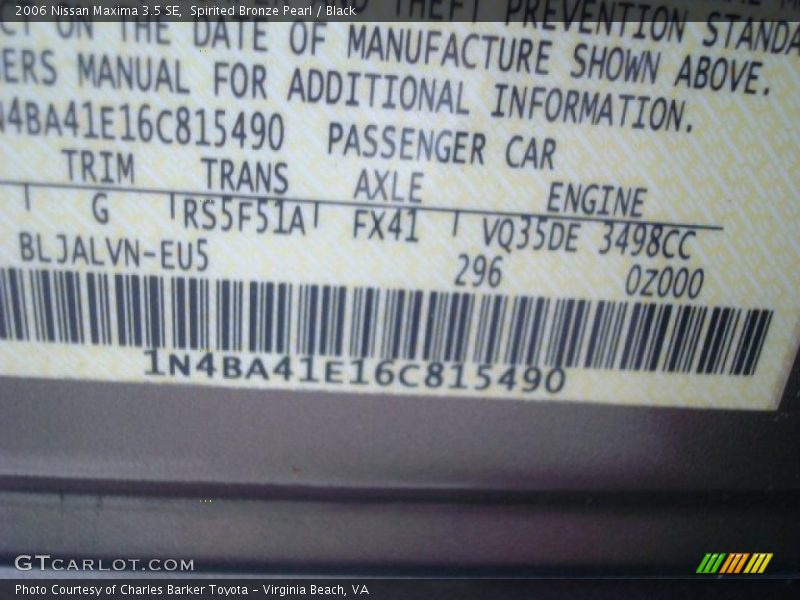 2006 Nissan Maxima 3.5 SE, Spirited Bronze Pearl / Black
THEFT PREVENTION STANDA
CT ON THE DATE OF MANUFACTURE SHOWN ABOVE.
ERS MANUAL FOR ADDITIONAL INFORMATION.
N4BA41E16C815490 PASSENGER CAR
TRIM TRANS AXLE ENGINE
G RS5F51A FX41 VQ35DE 3498CC
BLJALVN-EU5 296 0Z000
1N4BA41E16C815490
GTCARLOT.COM
Photo Courtesy of Charles Barker Toyota - Virginia Beach, VA